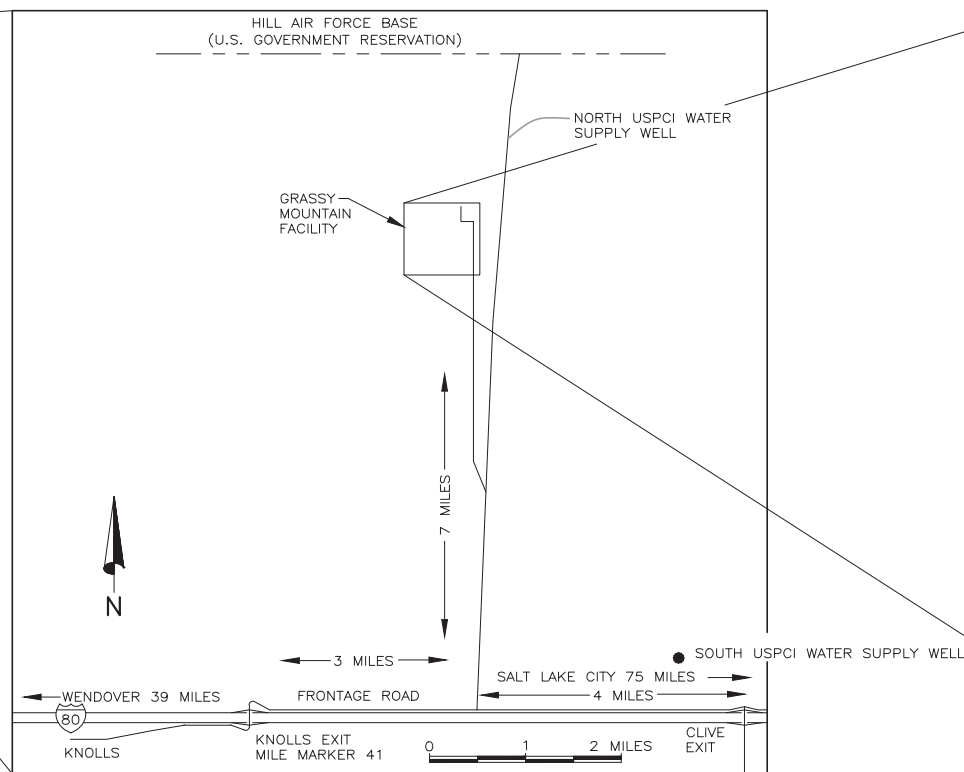 HILL AIR FORCE BASE
(U.S. GOVERNMENT RESERVATION)
NORTH USPCI WATER
SUPPLY WELL
GRASSY
MOUNTAIN
FACILITY
7 MILES
N
3 MILES
SOUTH USPCI WATER SUPPLY WELL
SALT LAKE CITY 75 MILES
WENDOVER 39 MILES
FRONTAGE ROAD
4 MILES
80
KNOLLS
KNOLLS EXIT
MILE MARKER 41
0 1 2 MILES
CLIVE
EXIT